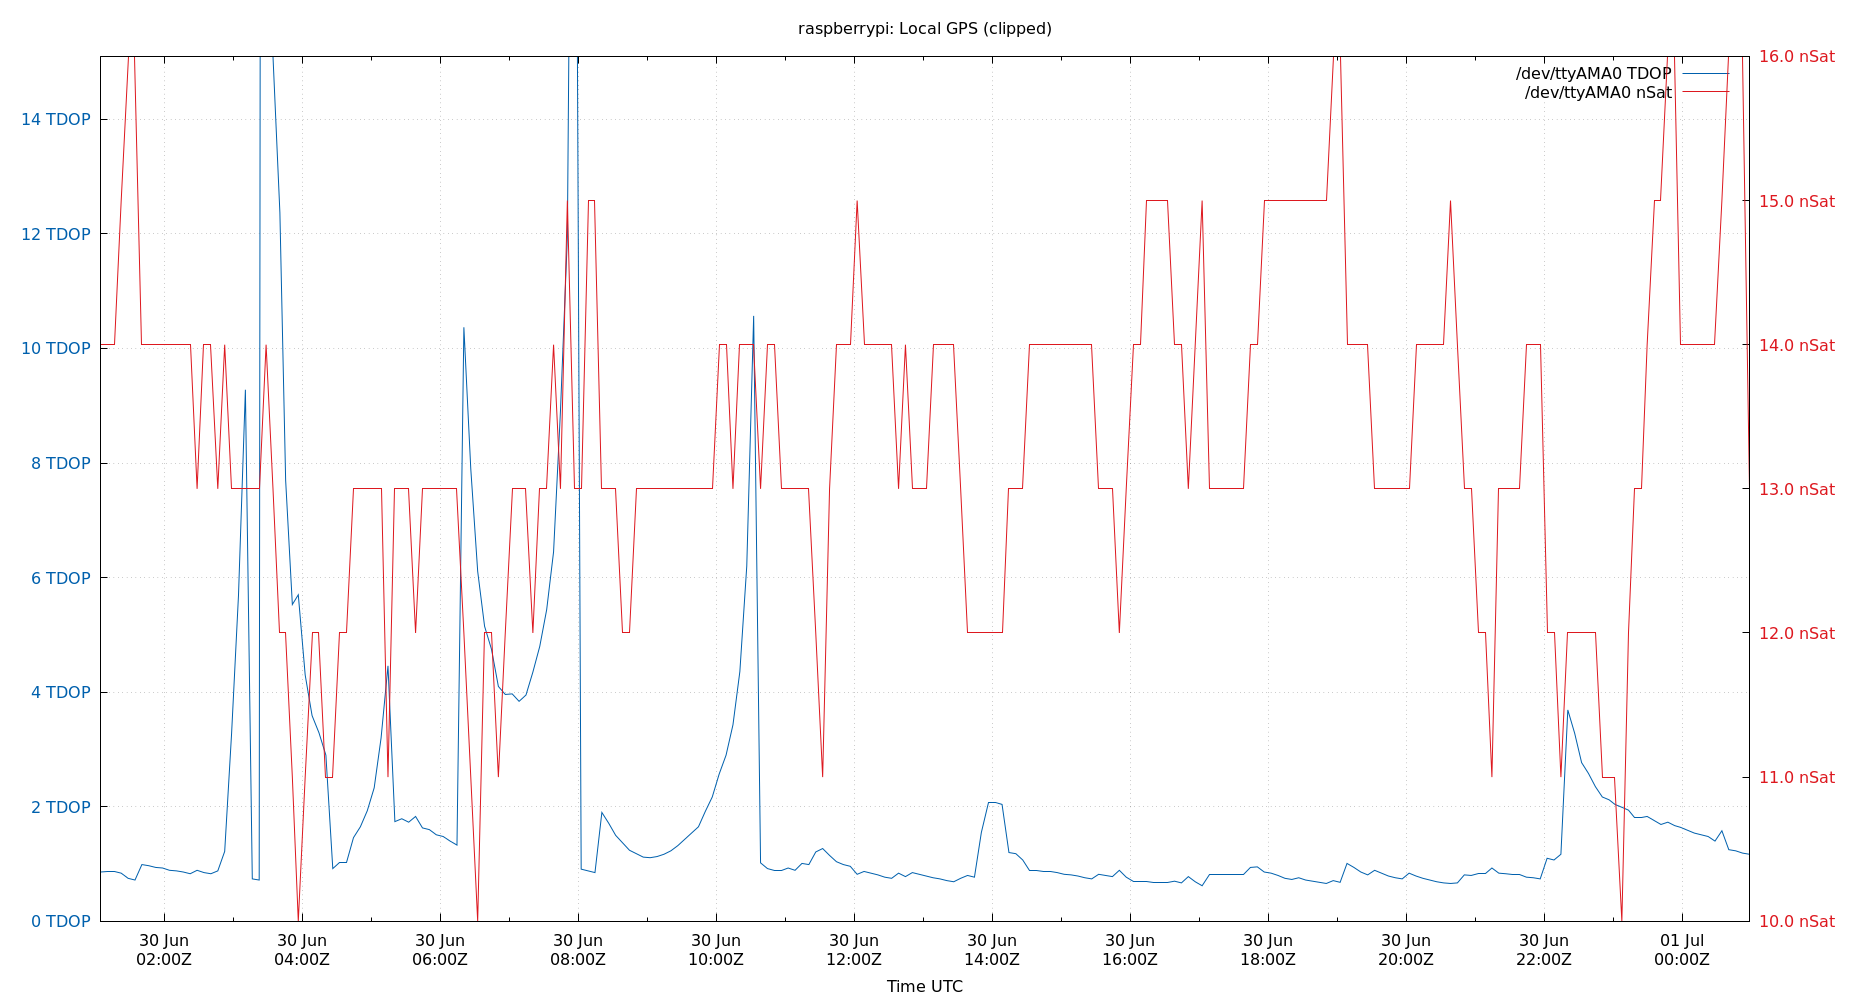 raspberrypi: Local GPS (clipped)
/dev/ttyAMA0 TDOP
/dev/ttyAMA0 nSat
14 TDOP
12 TDOP
10 TDOP
8 TDOP
6 TDOP
4 TDOP
2 TDOP
0 TDOP
16.0 nSat
15.0 nSat
14.0 nSat
13.0 nSat
12.0 nSat
11.0 nSat
10.0 nSat
30 Jun 30 Jun 30 Jun 30 Jun 30 Jun 30 Jun 30 Jun 30 Jun 30 Jun 30 Jun 30 Jun 01 Jul
02:00Z 04:00Z 06:00Z 08:00Z 10:00Z 12:00Z 14:00Z 16:00Z 18:00Z 20:00Z 22:00Z 00:00Z
Time UTC